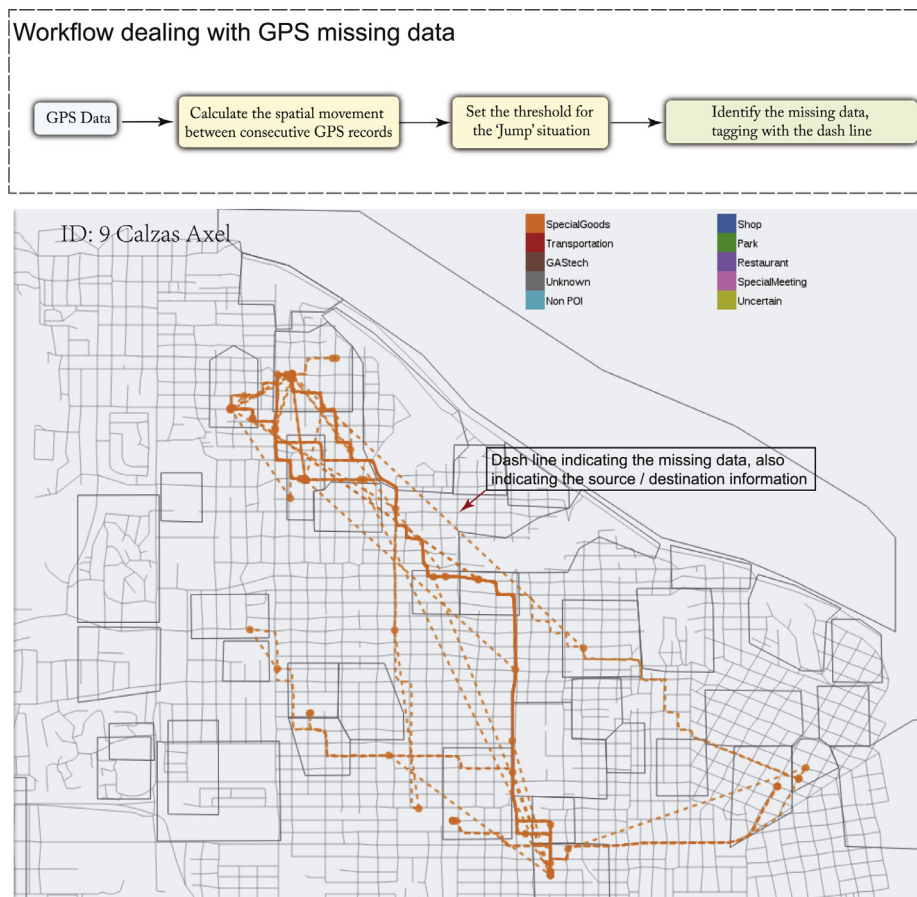 Workflow dealing with GPS missing data
GPS Data
Calculate the spatial movement
between consecutive GPS records
Set the threshold for
the 'Jump' situation
Identify the missing data,
tagging with the dash line
ID: 9 Calzas Axel
SpecialGoods
Transportation
GAStech
Unknown
Non POI
Shop
Park
Restaurant
SpecialMeeting
Uncertain
Dash line indicating the missing data, also
indicating the source / destination information